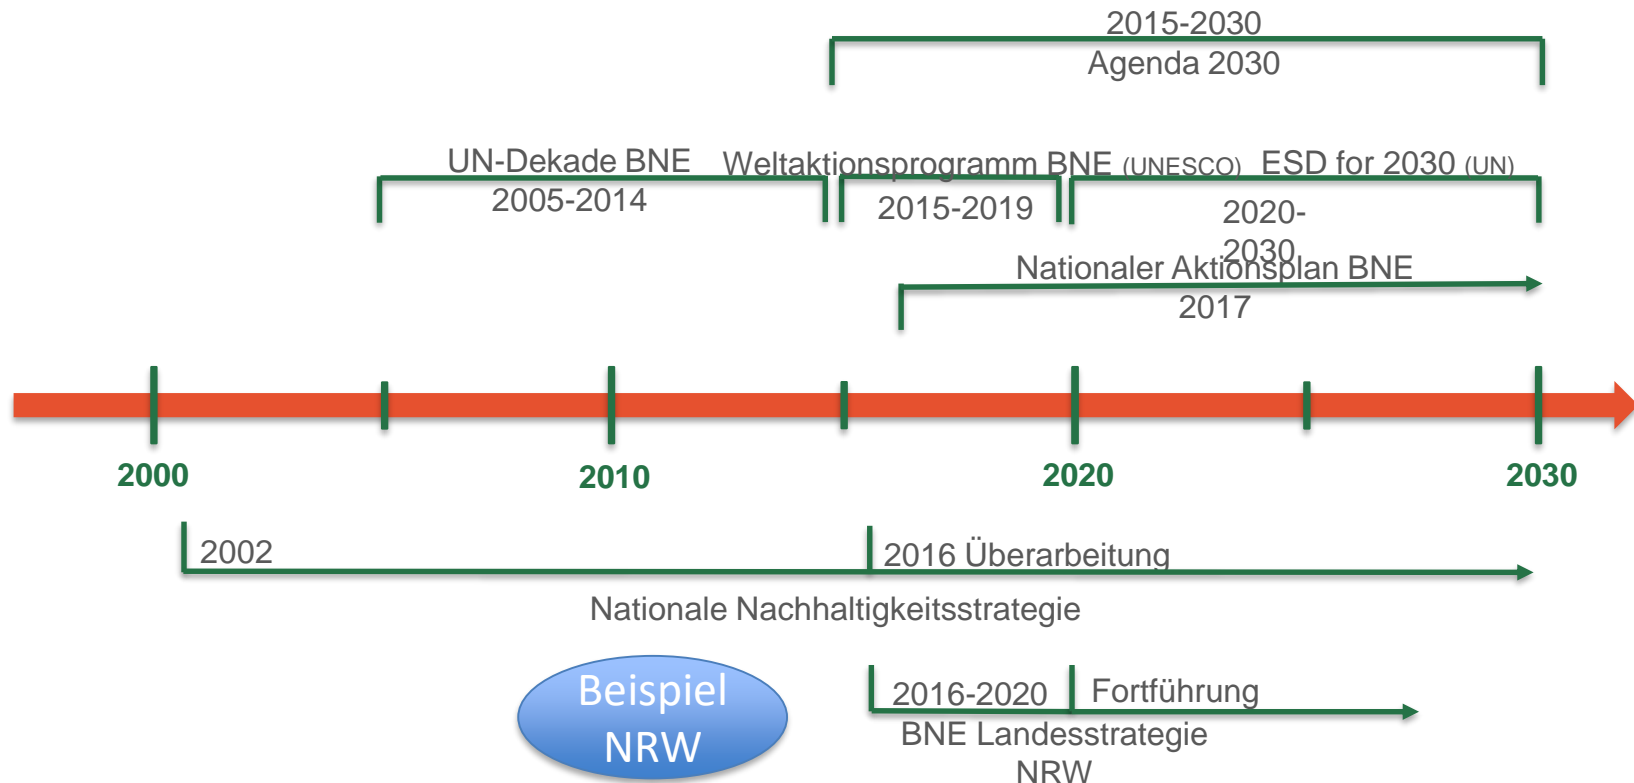 2015-2030
Agenda 2030
UN-Dekade BNE
2005-2014
Weltaktionsprogramm BNE (UNESCO)
2015-2019
ESD for 2030 (UN)
2020-
2030
Nationaler Aktionsplan BNE
2017
2000
2010
2020
2030
2002
2016 Überarbeitung
Nationale Nachhaltigkeitsstrategie
Beispiel
NRW
2016-2020
Fortführung
BNE Landesstrategie
NRW